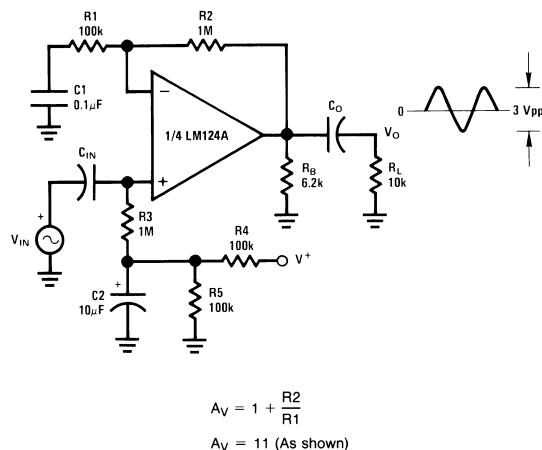 R1
100k
R2
1M
C1
0.1μF
−
1/4 LM124A
+
CIN
VIN
+
R3
1M
R4
100k
V+
C2
10μF
+
R5
100k
RB
6.2k
CO
VO
RL
10k
0
3 Vpp
AV = 1 + R2/R1
AV = 11 (As shown)